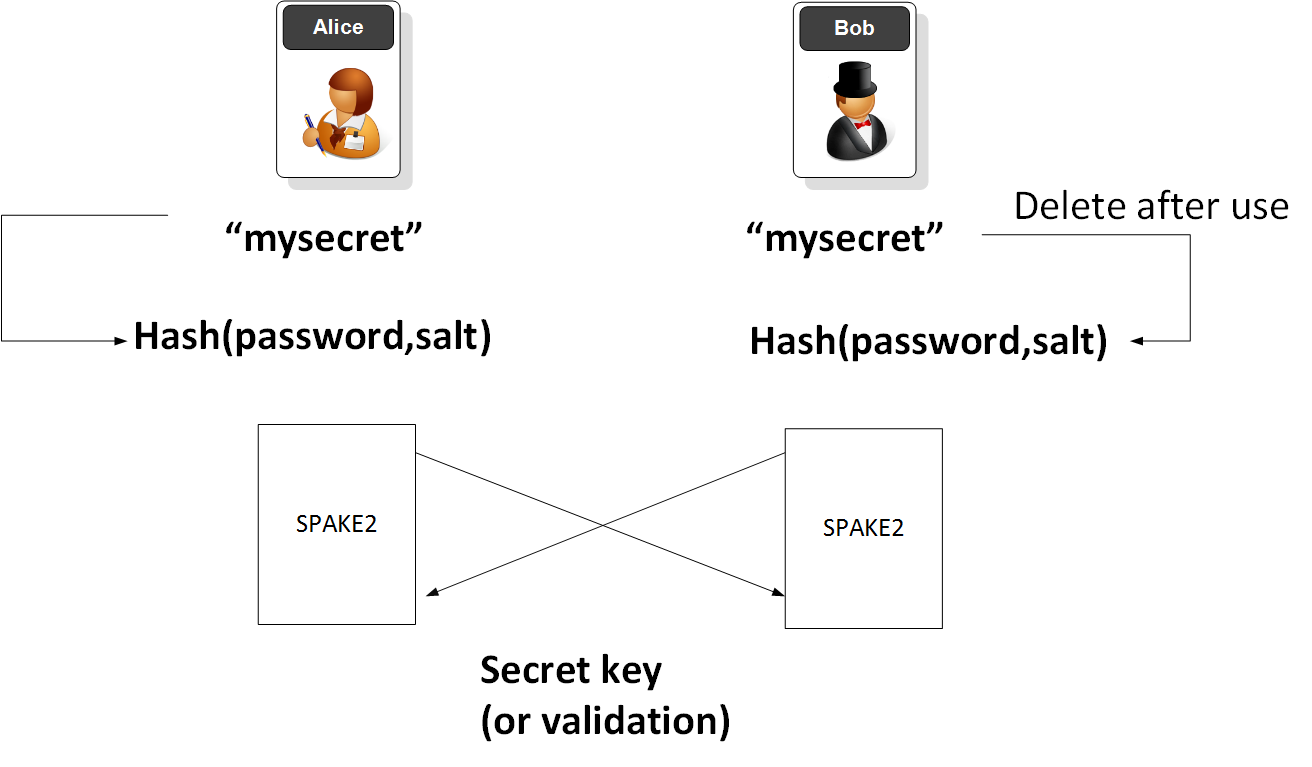 Alice
Bob
Delete after use
“mysecret”
“mysecret”
Hash(password,salt)
Hash(password,salt)
SPAKE2
SPAKE2
Secret key
(or validation)